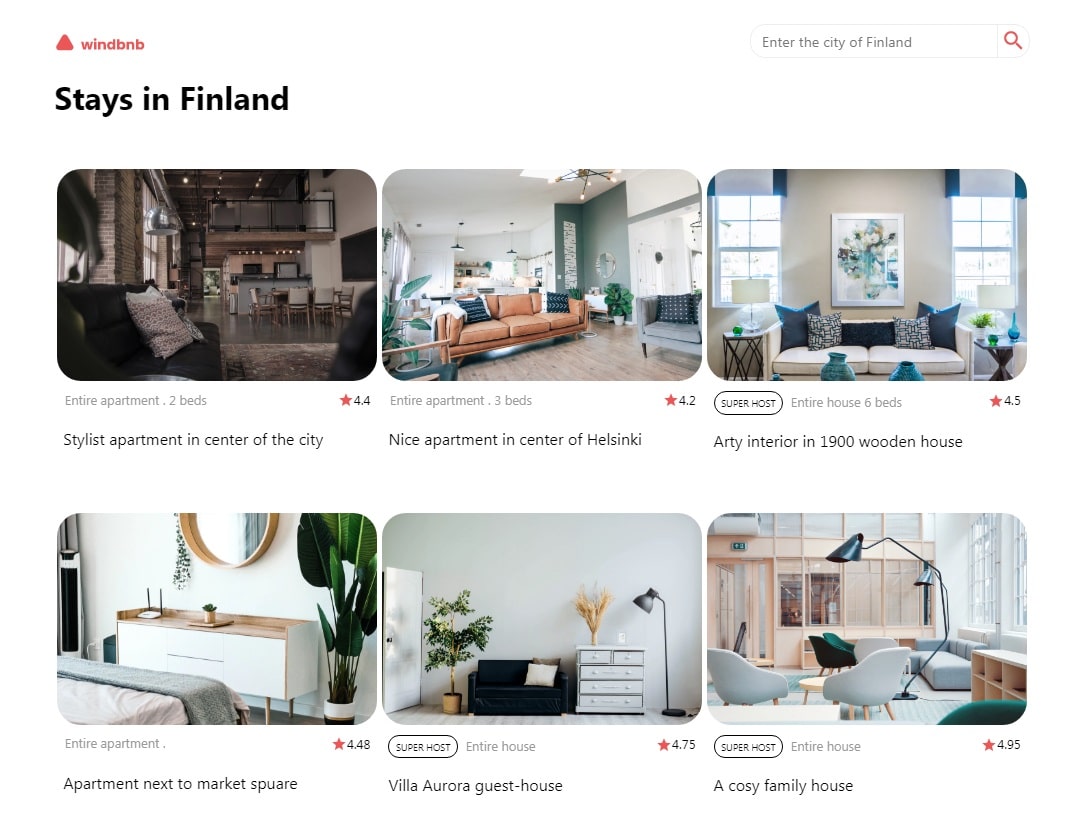 windbnb
Enter the city of Finland
Stays in Finland
Entire apartment . 2 beds
4.4
Stylist apartment in center of the city
Entire apartment . 3 beds
4.2
Nice apartment in center of Helsinki
SUPER HOST
Entire house 6 beds
4.5
Arty interior in 1900 wooden house
Entire apartment .
4.48
Apartment next to market spuare
SUPER HOST
Entire house
4.75
Villa Aurora guest-house
SUPER HOST
Entire house
4.95
A cosy family house